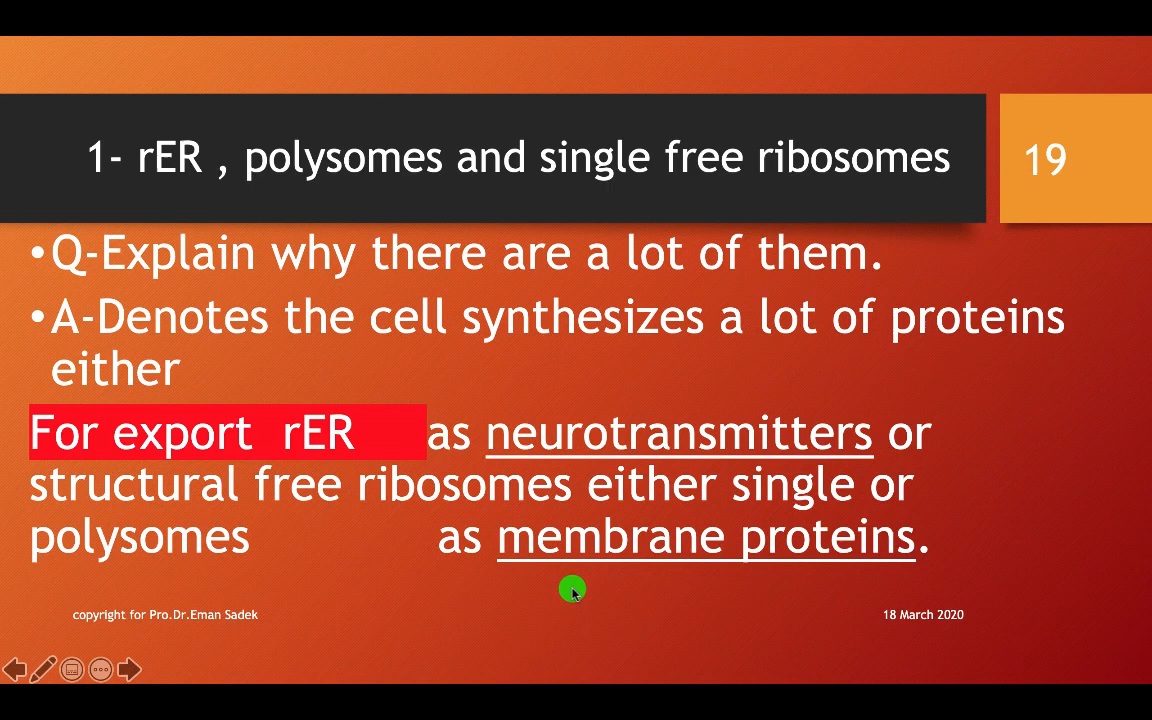 1- rER , polysomes and single free ribosomes
19
•Q-Explain why there are a lot of them.
•A-Denotes the cell synthesizes a lot of proteins
either
For export rER as neurotransmitters or
structural free ribosomes either single or
polysomes as membrane proteins.
copyright for Pro.Dr.Eman Sadek
18 March 2020